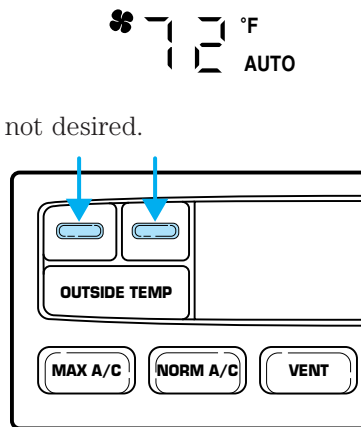 72 °F
AUTO
not desired.
OUTSIDE TEMP
MAX A/C NORM A/C VENT